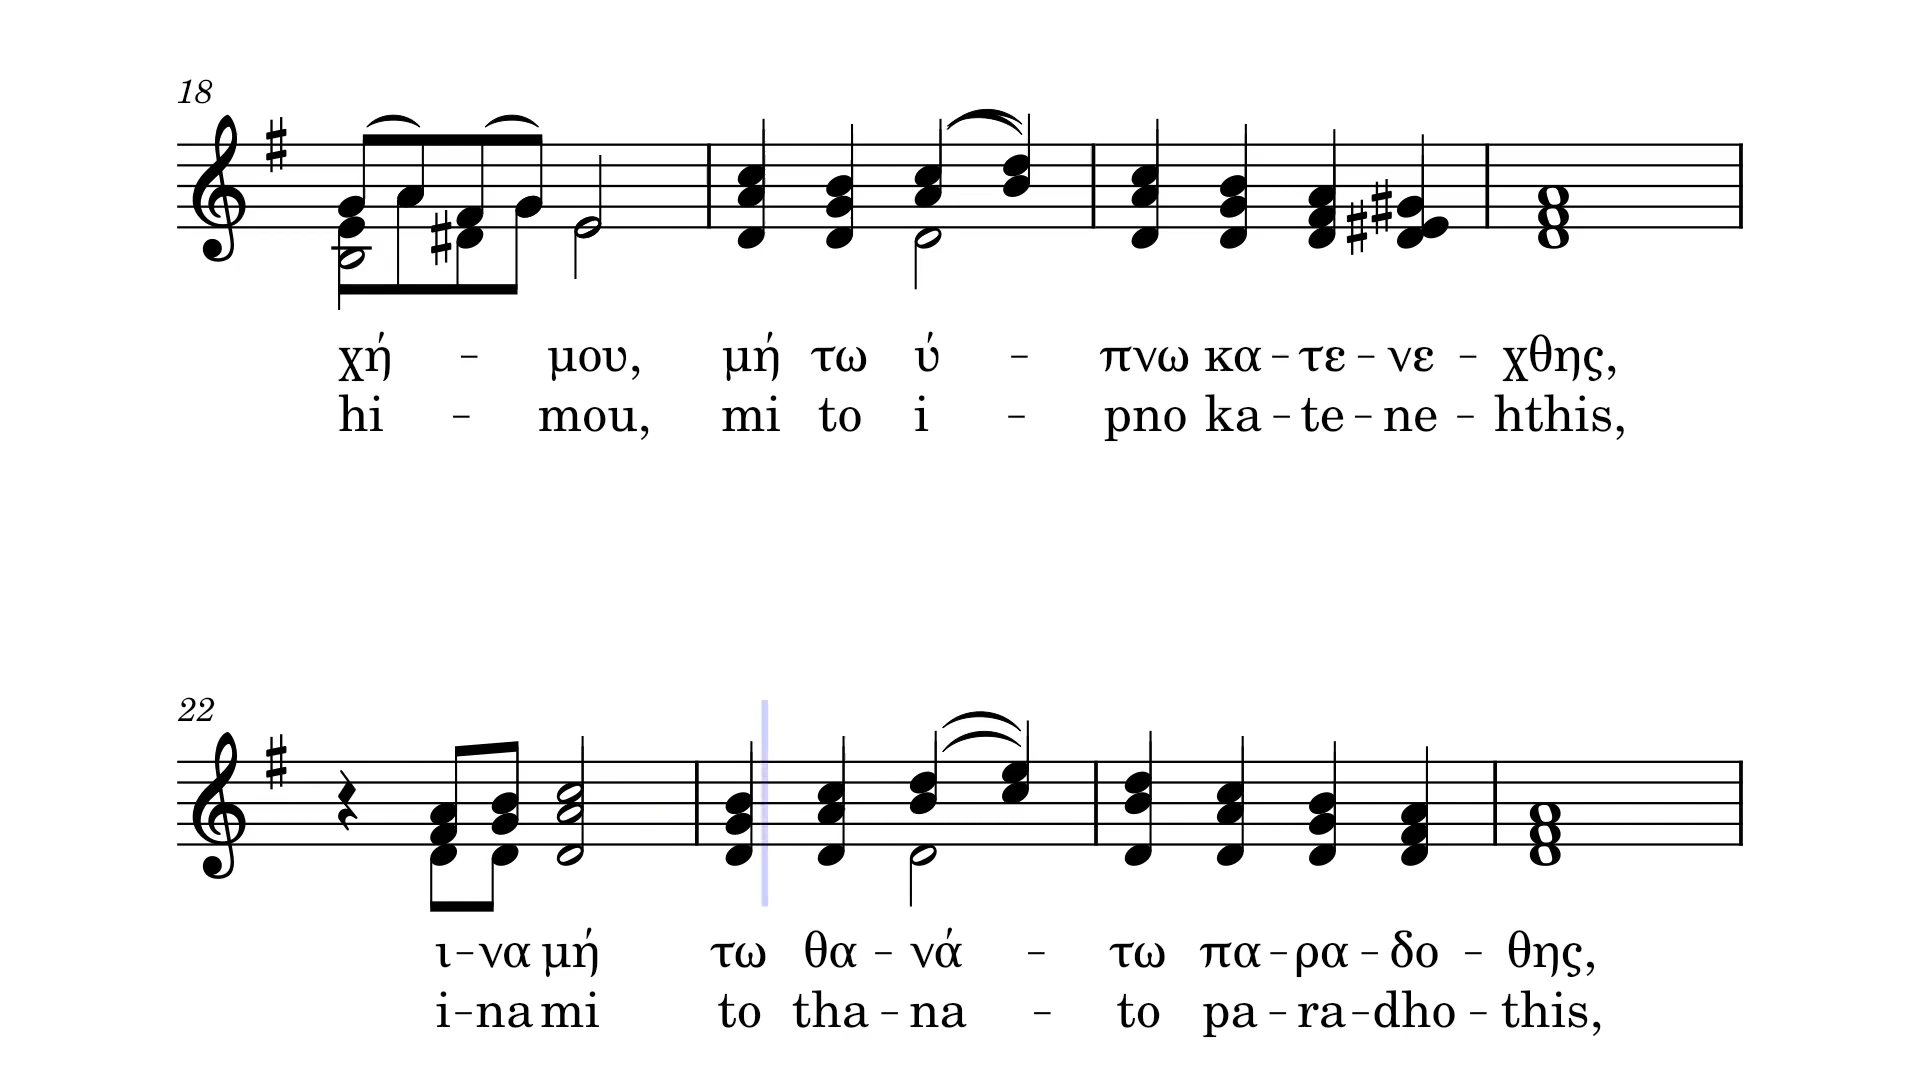 18
χή - μου, μή τω ύ - πνω κα - τε - νε - χθης,
hi - mou, mi to i - pno ka - te - ne - hthis,
22
ι - να μή τω θα - νά - τω πα - ρα - δο - θης,
i - na mi to tha - na - to pa - ra - dho - this,